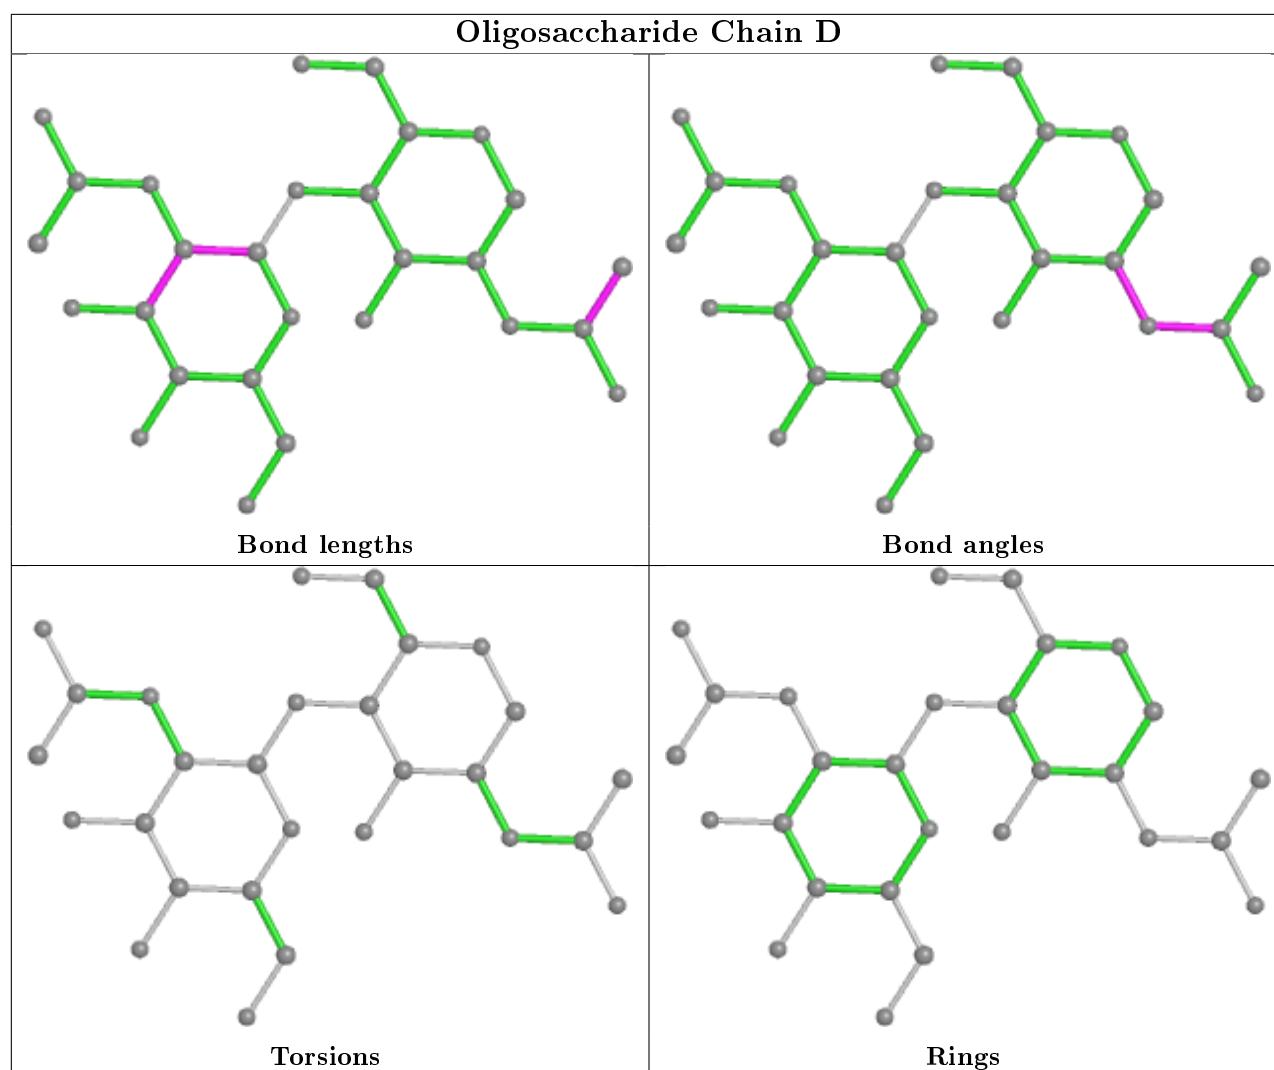 Oligosaccharide Chain D
Bond lengths
Bond angles
Torsions
Rings